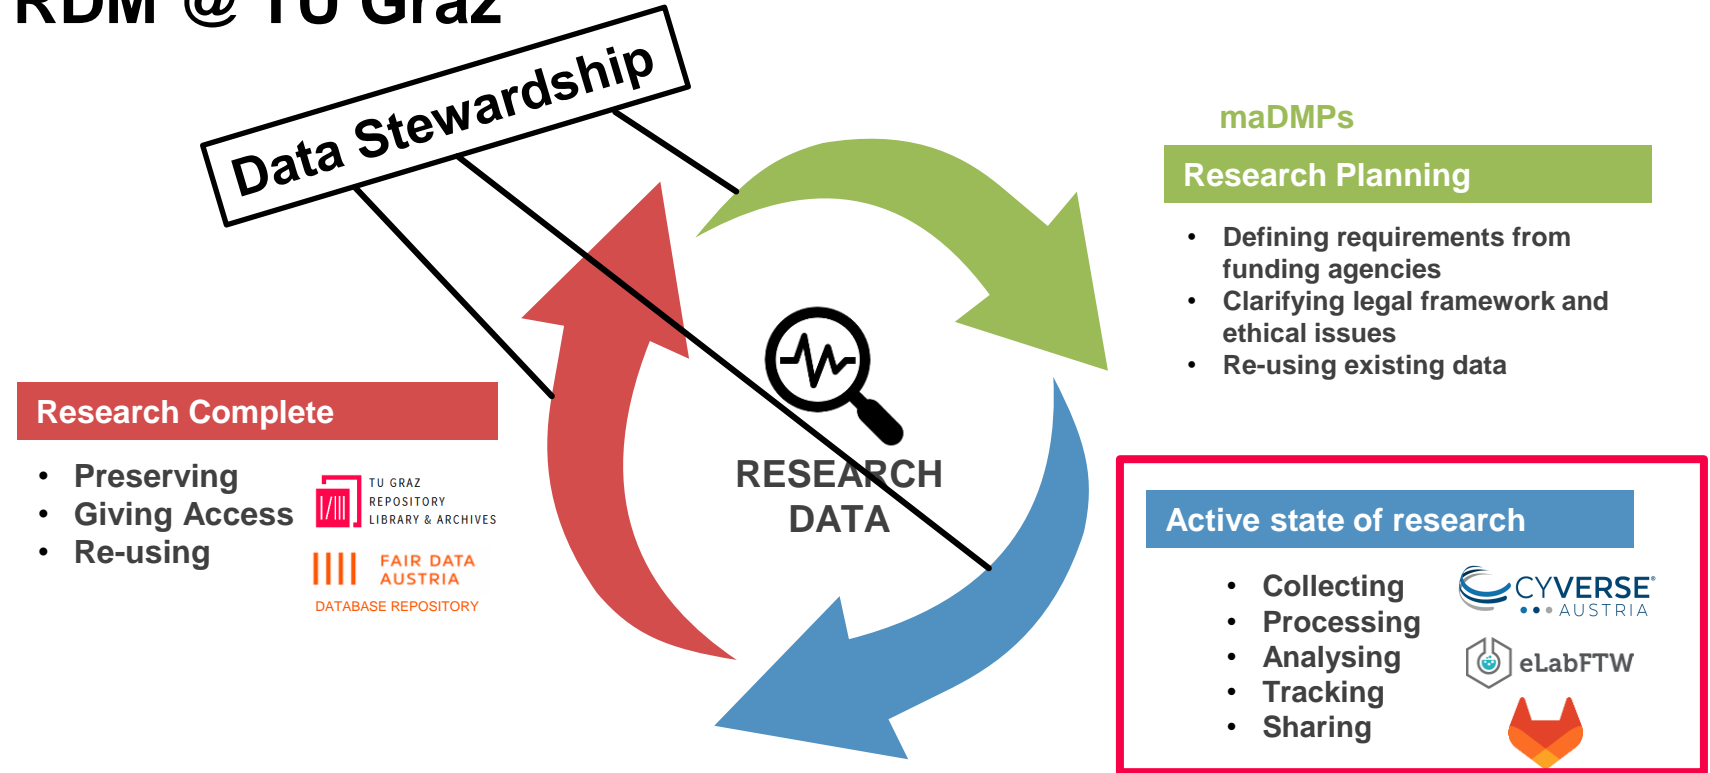 RDM @ TU Graz
Data Stewardship
maDMPs
Research Planning
• Defining requirements from
funding agencies
• Clarifying legal framework and
ethical issues
• Re-using existing data
RESEARCH
DATA
Research Complete
• Preserving
• Giving Access
• Re-using
TU GRAZ
REPOSITORY
LIBRARY & ARCHIVES
FAIR DATA
AUSTRIA
DATABASE REPOSITORY
Active state of research
• Collecting
• Processing
• Analysing
• Tracking
• Sharing
CYVERSE®
AUSTRIA
eLabFTW